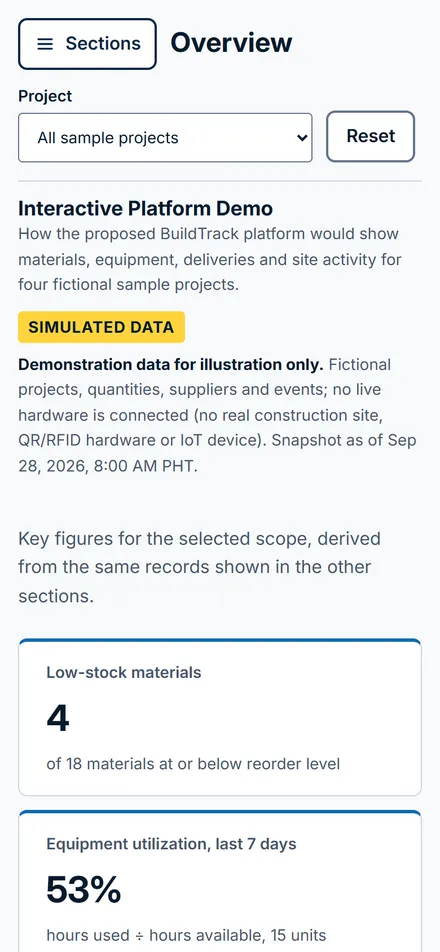 Sections
Overview
Project
All sample projects
Reset
Interactive Platform Demo
How the proposed BuildTrack platform would show
materials, equipment, deliveries and site activity for
four fictional sample projects.
SIMULATED DATA
Demonstration data for illustration only. Fictional
projects, quantities, suppliers and events; no live
hardware is connected (no real construction site,
QR/RFID hardware or IoT device). Snapshot as of Sep
28, 2026, 8:00 AM PHT.
Key figures for the selected scope, derived
from the same records shown in the other
sections.
Low-stock materials
4
of 18 materials at or below reorder level
Equipment utilization, last 7 days
53%
hours used ÷ hours available, 15 units